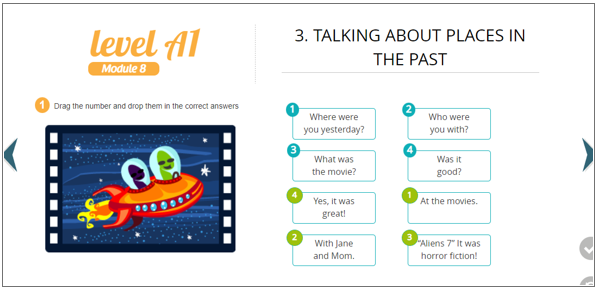 level A1
Module 8
3. TALKING ABOUT PLACES IN
THE PAST
1 Drag the number and drop them in the correct answers
1
Where were
you yesterday?
2
Who were
you with?
3
What was
the movie?
4
Was it
good?
4
Yes, it was
great!
1
At the movies.
2
With Jane
and Mom.
3
“Aliens 7” It was
horror fiction!